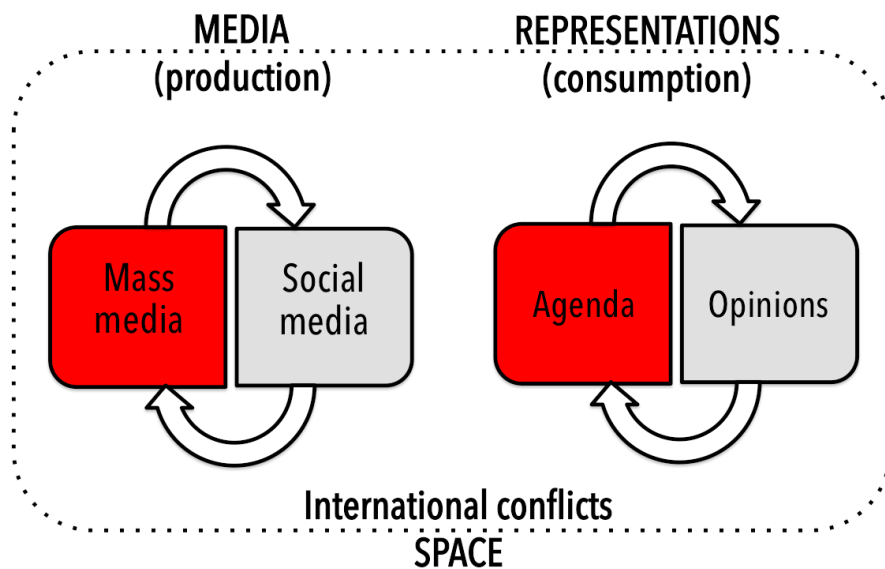 MEDIA
(production)
REPRESENTATIONS
(consumption)
Mass
media
Social
media
Agenda
Opinions
International conflicts
SPACE